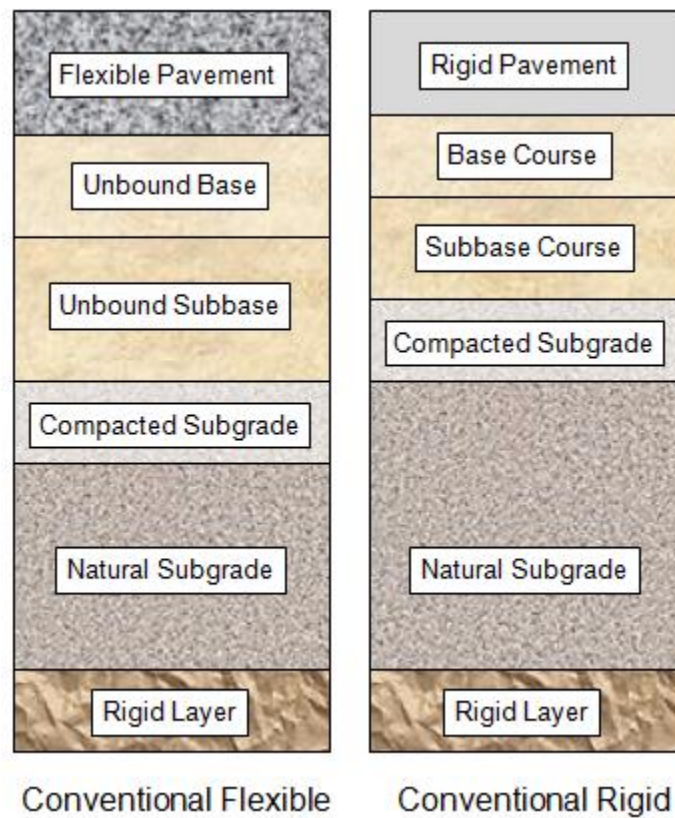 Flexible Pavement
Unbound Base
Unbound Subbase
Compacted Subgrade
Natural Subgrade
Rigid Layer
Conventional Flexible
Rigid Pavement
Base Course
Subbase Course
Compacted Subgrade
Natural Subgrade
Rigid Layer
Conventional Rigid